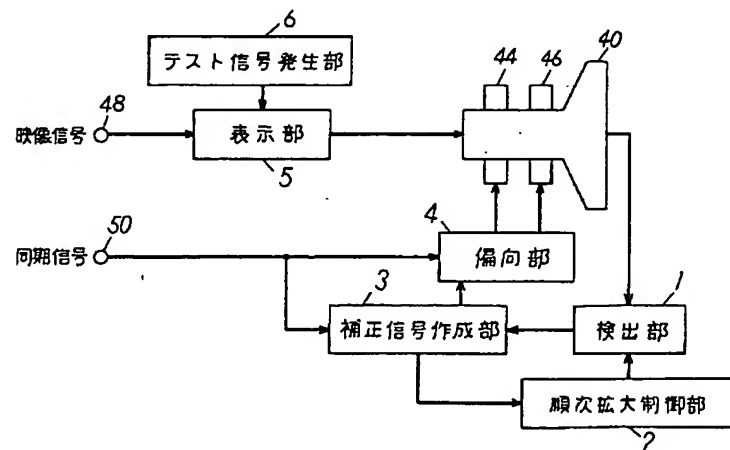 6
テスト信号発生部
44
46
40
48
映像信号
表示部
5
50
同期信号
4
偏向部
3
補正信号作成部
1
検出部
順次拡大制御部
2